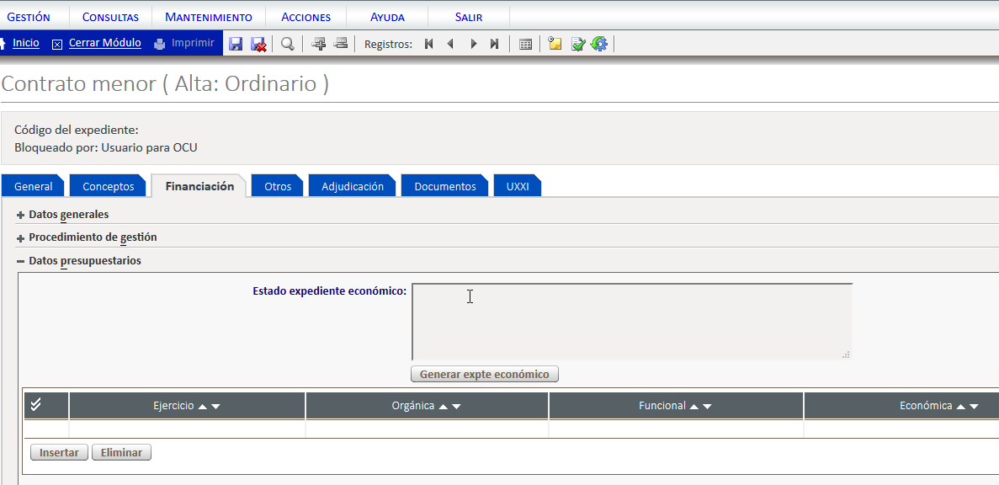 GESTIÓN CONSULTAS MANTENIMIENTO ACCIONES AYUDA SALIR
Inicio Cerrar Módulo Imprimir Registros:
Contrato menor ( Alta: Ordinario )
Código del expediente:
Bloqueado por: Usuario para OCU
General Conceptos Financiación Otros Adjudicación Documentos UXXI
Datos generales
Procedimiento de gestión
Datos presupuestarios
Estado expediente económico:
Generar expte económico
Ejercicio Orgánica Funcional Económica
Insertar Eliminar